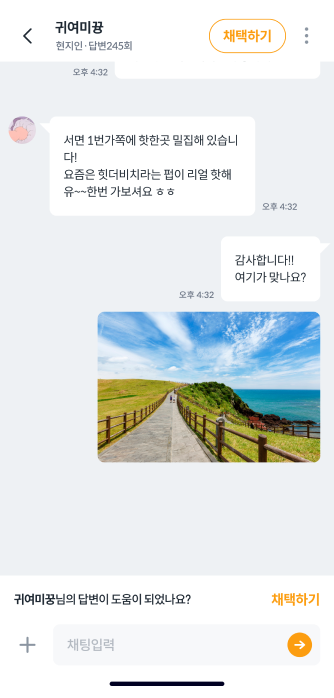 귀여미꿍
현지인·답변245회
채택하기
오후 4:32
서면 1번가쪽에 핫한곳 밀집해 있습니
다!
요즘은 힛더비치라는 펍이 리얼 핫해
유~~한번 가보셔요 ㅎㅎ
오후 4:32
감사합니다!!
여기가 맞나요?
오후 4:32
귀여미꿍님의 답변이 도움이 되었나요?
채택하기
채팅입력